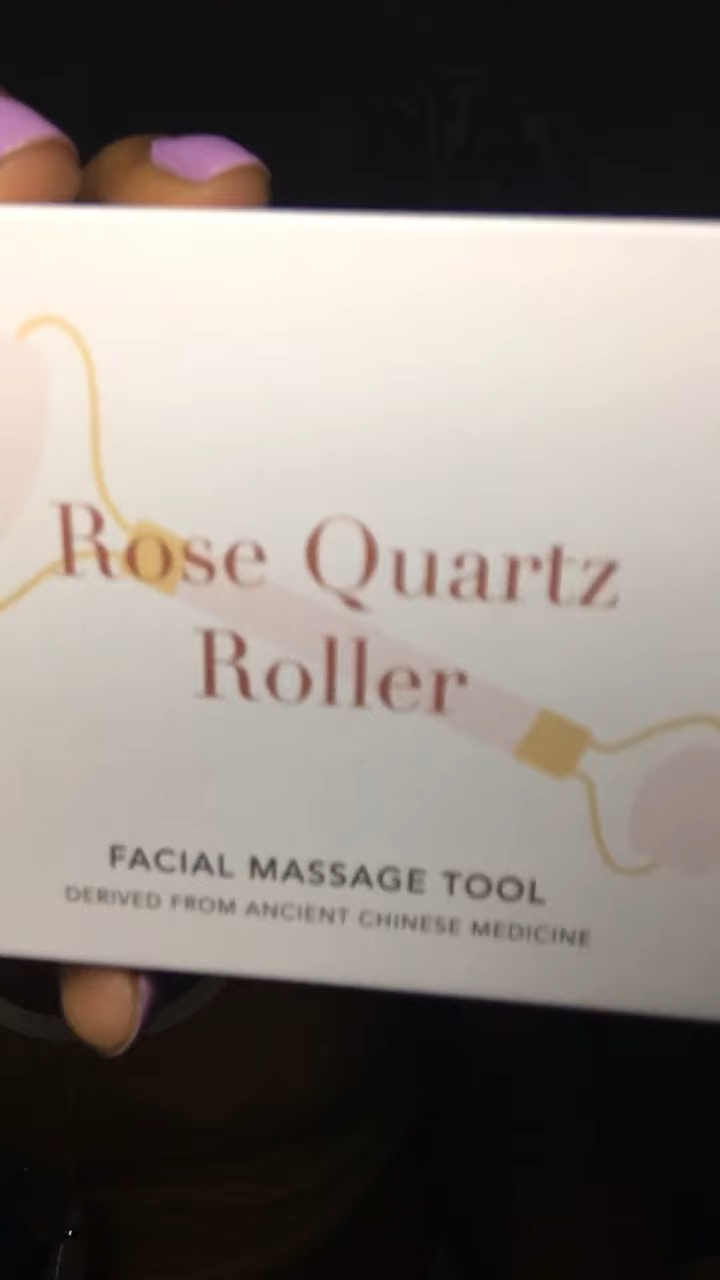 Rose Quartz
Roller
FACIAL MASSAGE TOOL
DERIVED FROM ANCIENT CHINESE MEDICINE